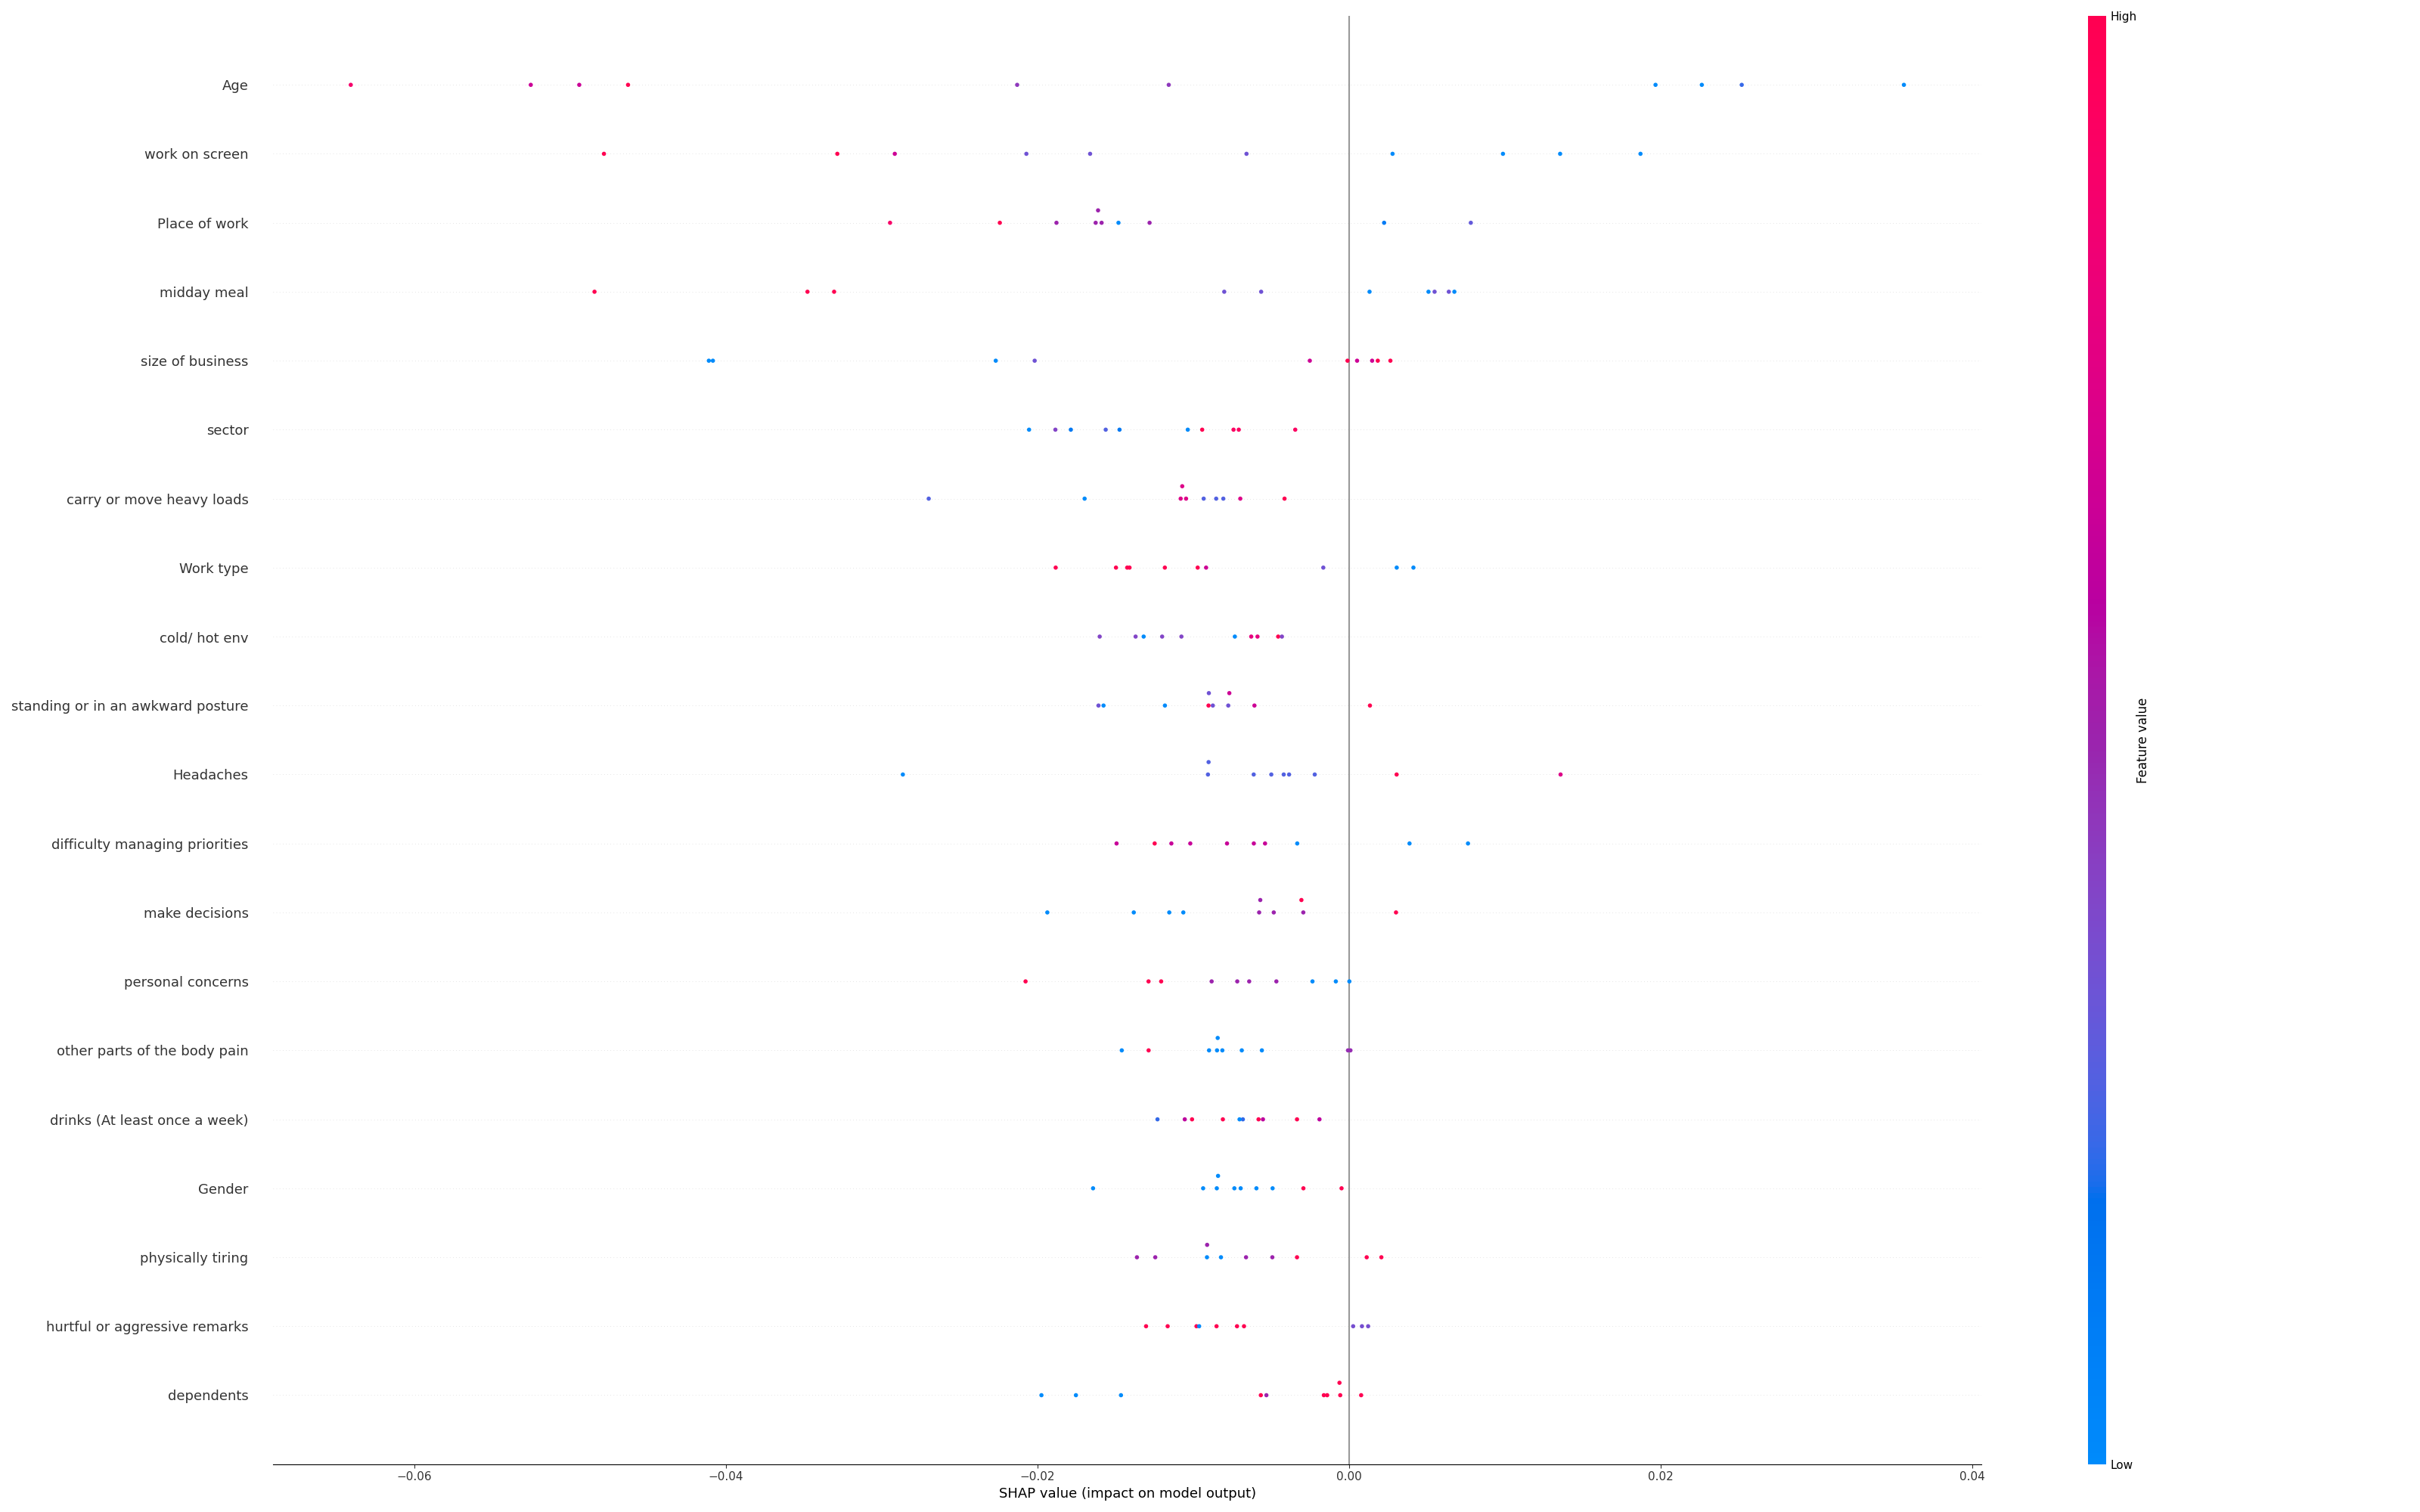 High
Age
work on screen
Place of work
midday meal
size of business
sector
carry or move heavy loads
Work type
cold/ hot env
standing or in an awkward posture
Headaches
difficulty managing priorities
make decisions
personal concerns
other parts of the body pain
drinks (At least once a week)
Gender
physically tiring
hurtful or aggressive remarks
dependents
Feature value
Low
−0.06 −0.04 −0.02 0.00 0.02 0.04
SHAP value (impact on model output)